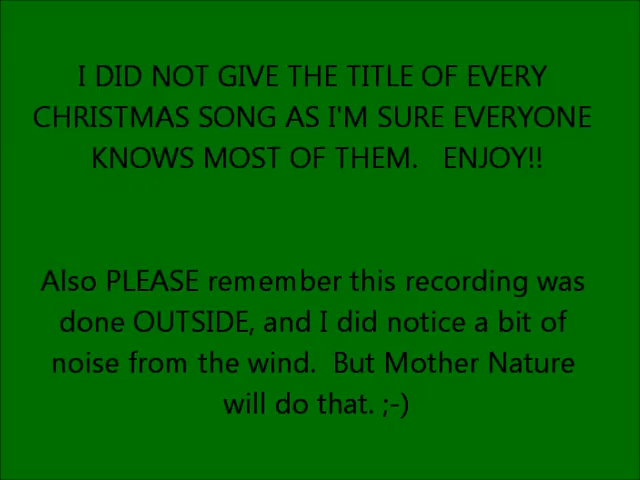 I DID NOT GIVE THE TITLE OF EVERY
CHRISTMAS SONG AS I'M SURE EVERYONE
KNOWS MOST OF THEM.   ENJOY!!
Also PLEASE remember this recording was
done OUTSIDE, and I did notice a bit of
noise from the wind.  But Mother Nature
will do that. ;-)